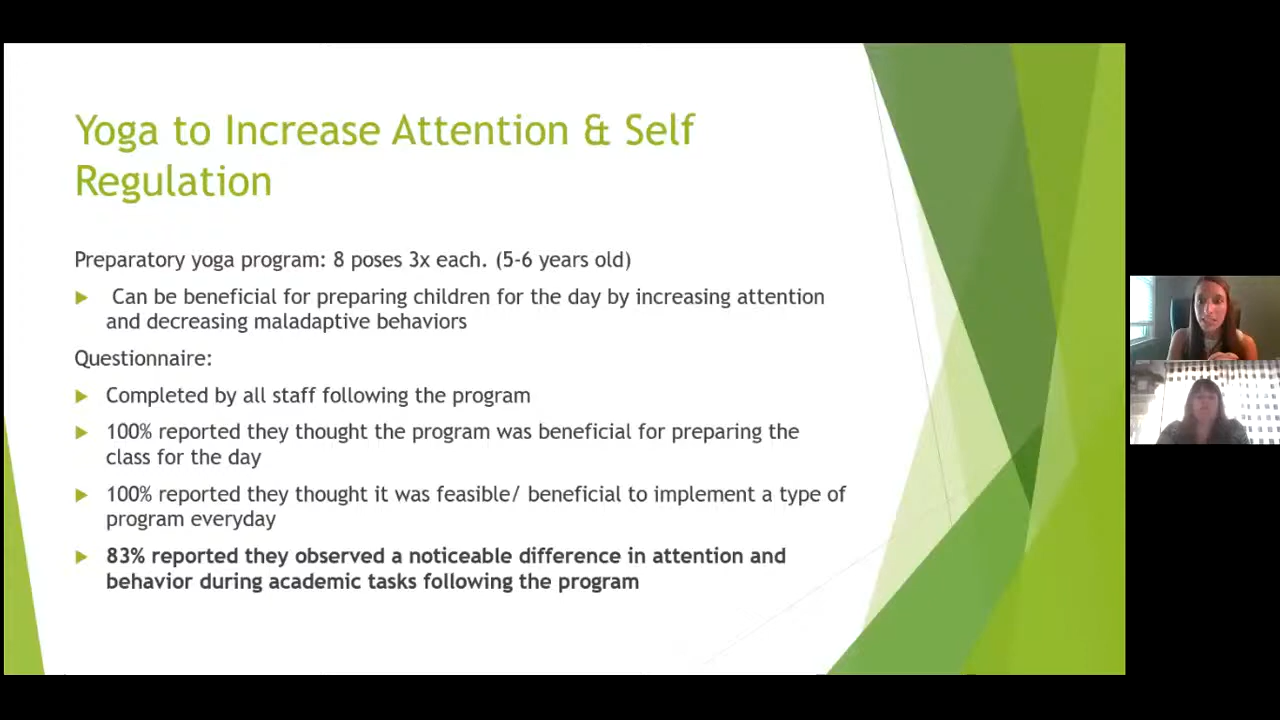 Yoga to Increase Attention & Self
Regulation
Preparatory yoga program: 8 poses 3x each. (5-6 years old)
Can be beneficial for preparing children for the day by increasing attention
and decreasing maladaptive behaviors
Questionnaire:
Completed by all staff following the program
100% reported they thought the program was beneficial for preparing the
class for the day
100% reported they thought it was feasible/ beneficial to implement a type of
program everyday
83% reported they observed a noticeable difference in attention and
behavior during academic tasks following the program